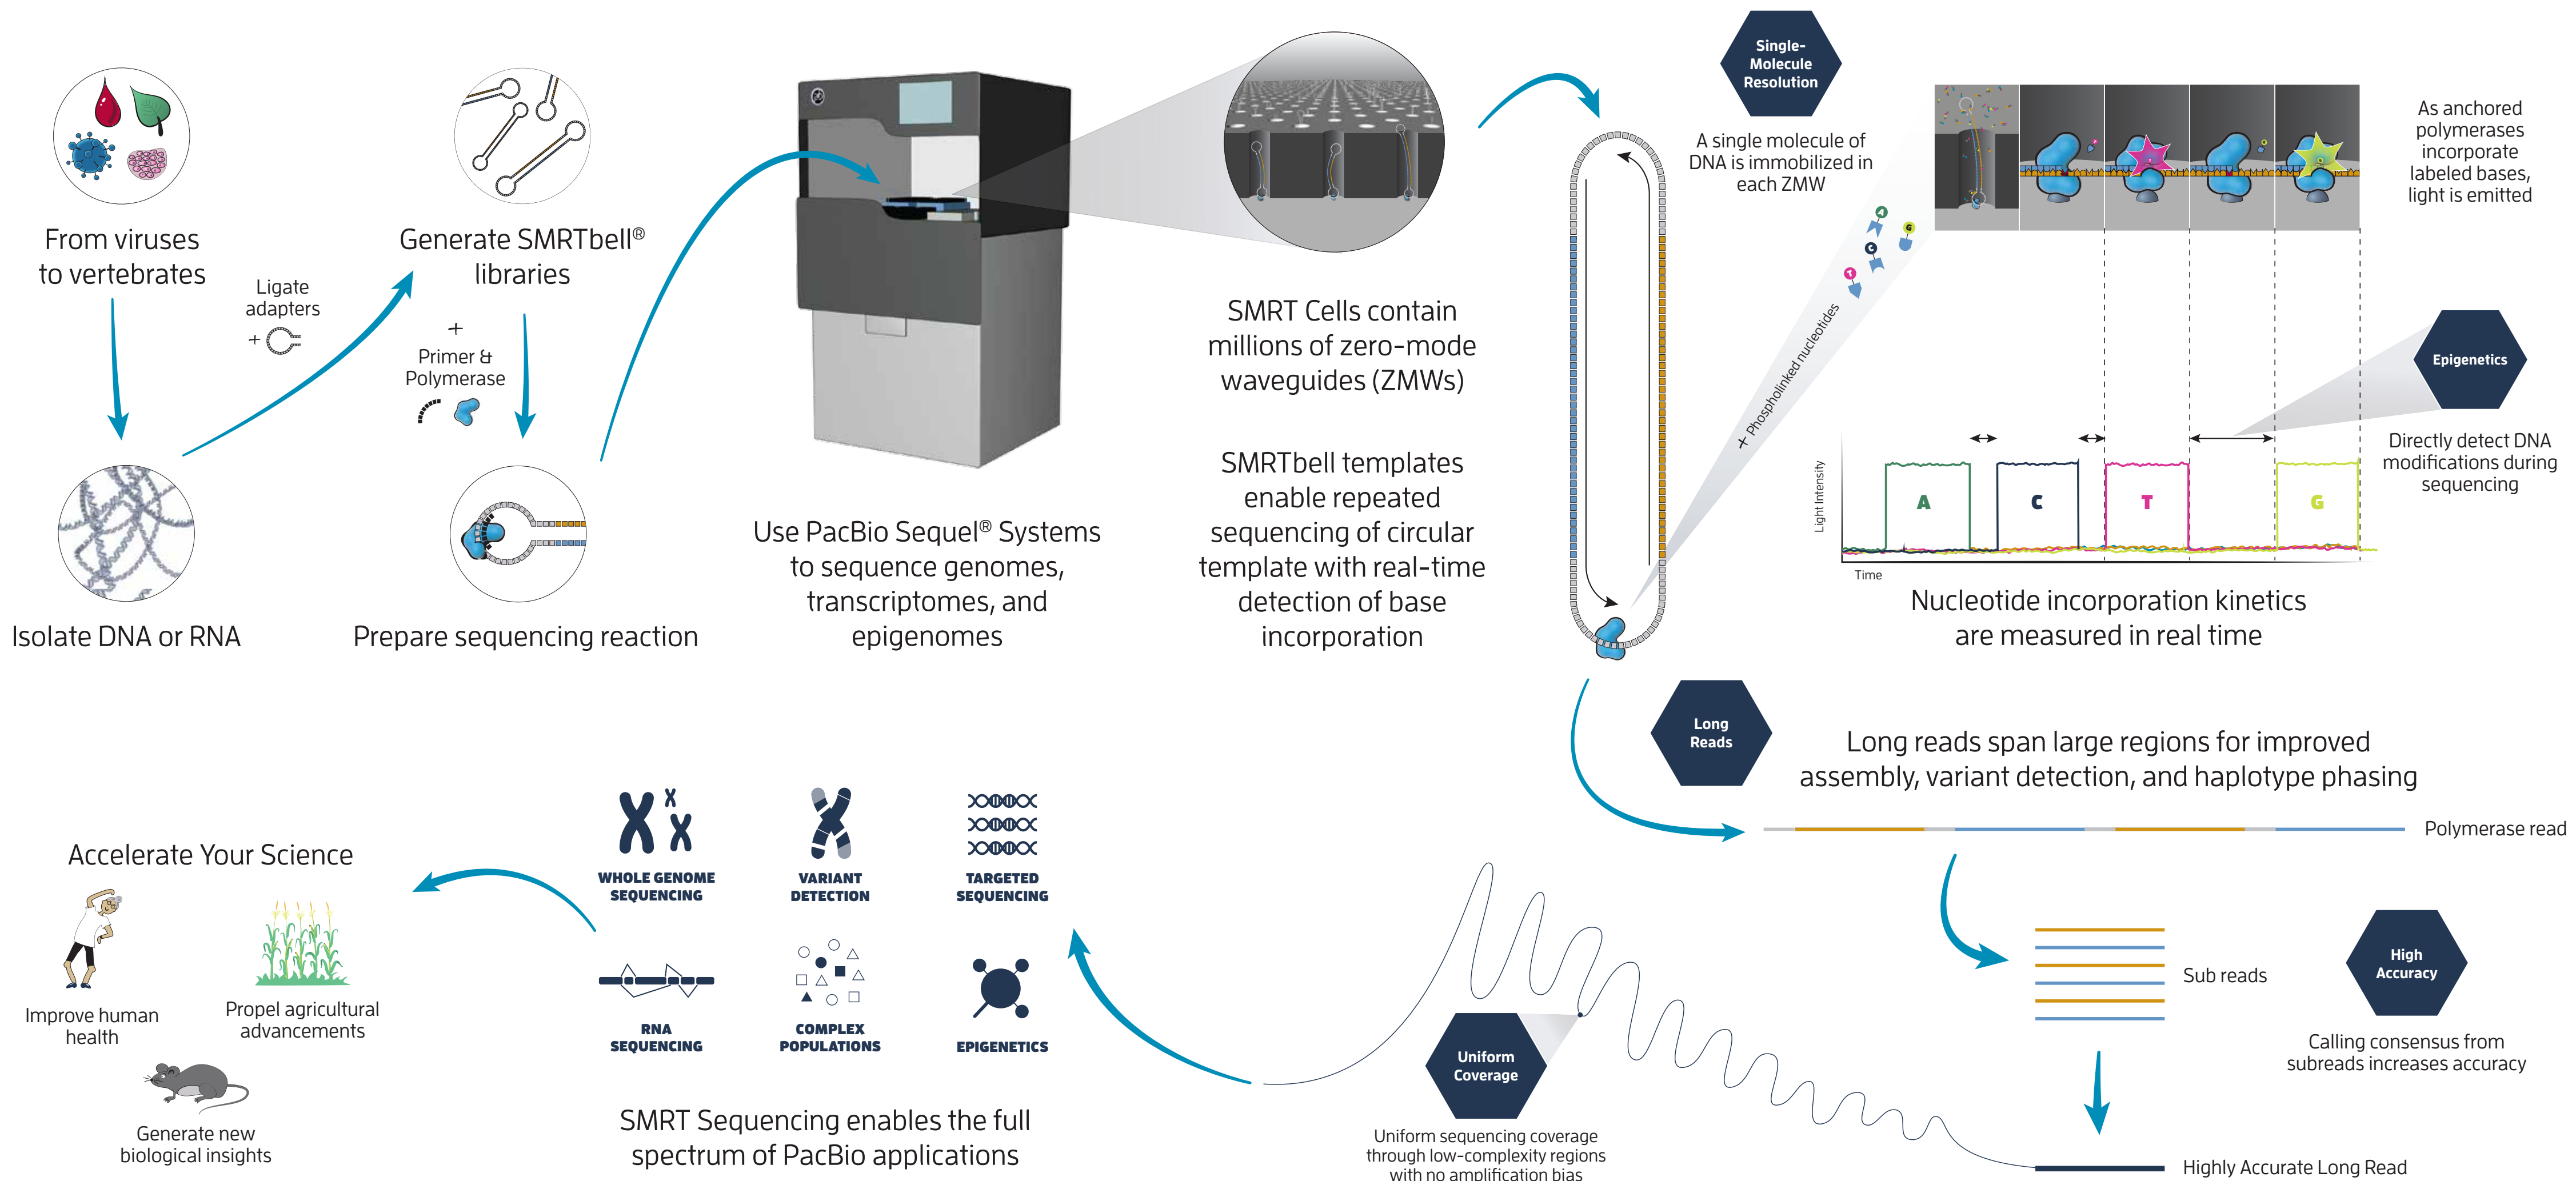 From viruses
to vertebrates
Ligate
adapters
+
Isolate DNA or RNA
Generate SMRTbell®
libraries
+
Primer &
Polymerase
Prepare sequencing reaction
Use PacBio Sequel® Systems
to sequence genomes,
transcriptomes, and
epigenomes
SMRT Cells contain
millions of zero-mode
waveguides (ZMWs)
SMRTbell templates
enable repeated
sequencing of circular
template with real-time
detection of base
incorporation
Single-
Molecule
Resolution
A single molecule of
DNA is immobilized in
each ZMW
A
G
C
T
+ Phospholinked nucleotides
As anchored
polymerases
incorporate
labeled bases,
light is emitted
Epigenetics
Directly detect DNA
modifications during
sequencing
Light Intensity
A
C
T
G
Time
Nucleotide incorporation kinetics
are measured in real time
Long
Reads
Long reads span large regions for improved
assembly, variant detection, and haplotype phasing
Polymerase read
Sub reads
High
Accuracy
Calling consensus from
subreads increases accuracy
Highly Accurate Long Read
Uniform
Coverage
Uniform sequencing coverage
through low-complexity regions
with no amplification bias
WHOLE GENOME
SEQUENCING
VARIANT
DETECTION
TARGETED
SEQUENCING
RNA
SEQUENCING
COMPLEX
POPULATIONS
EPIGENETICS
SMRT Sequencing enables the full
spectrum of PacBio applications
Accelerate Your Science
Improve human
health
Propel agricultural
advancements
Generate new
biological insights